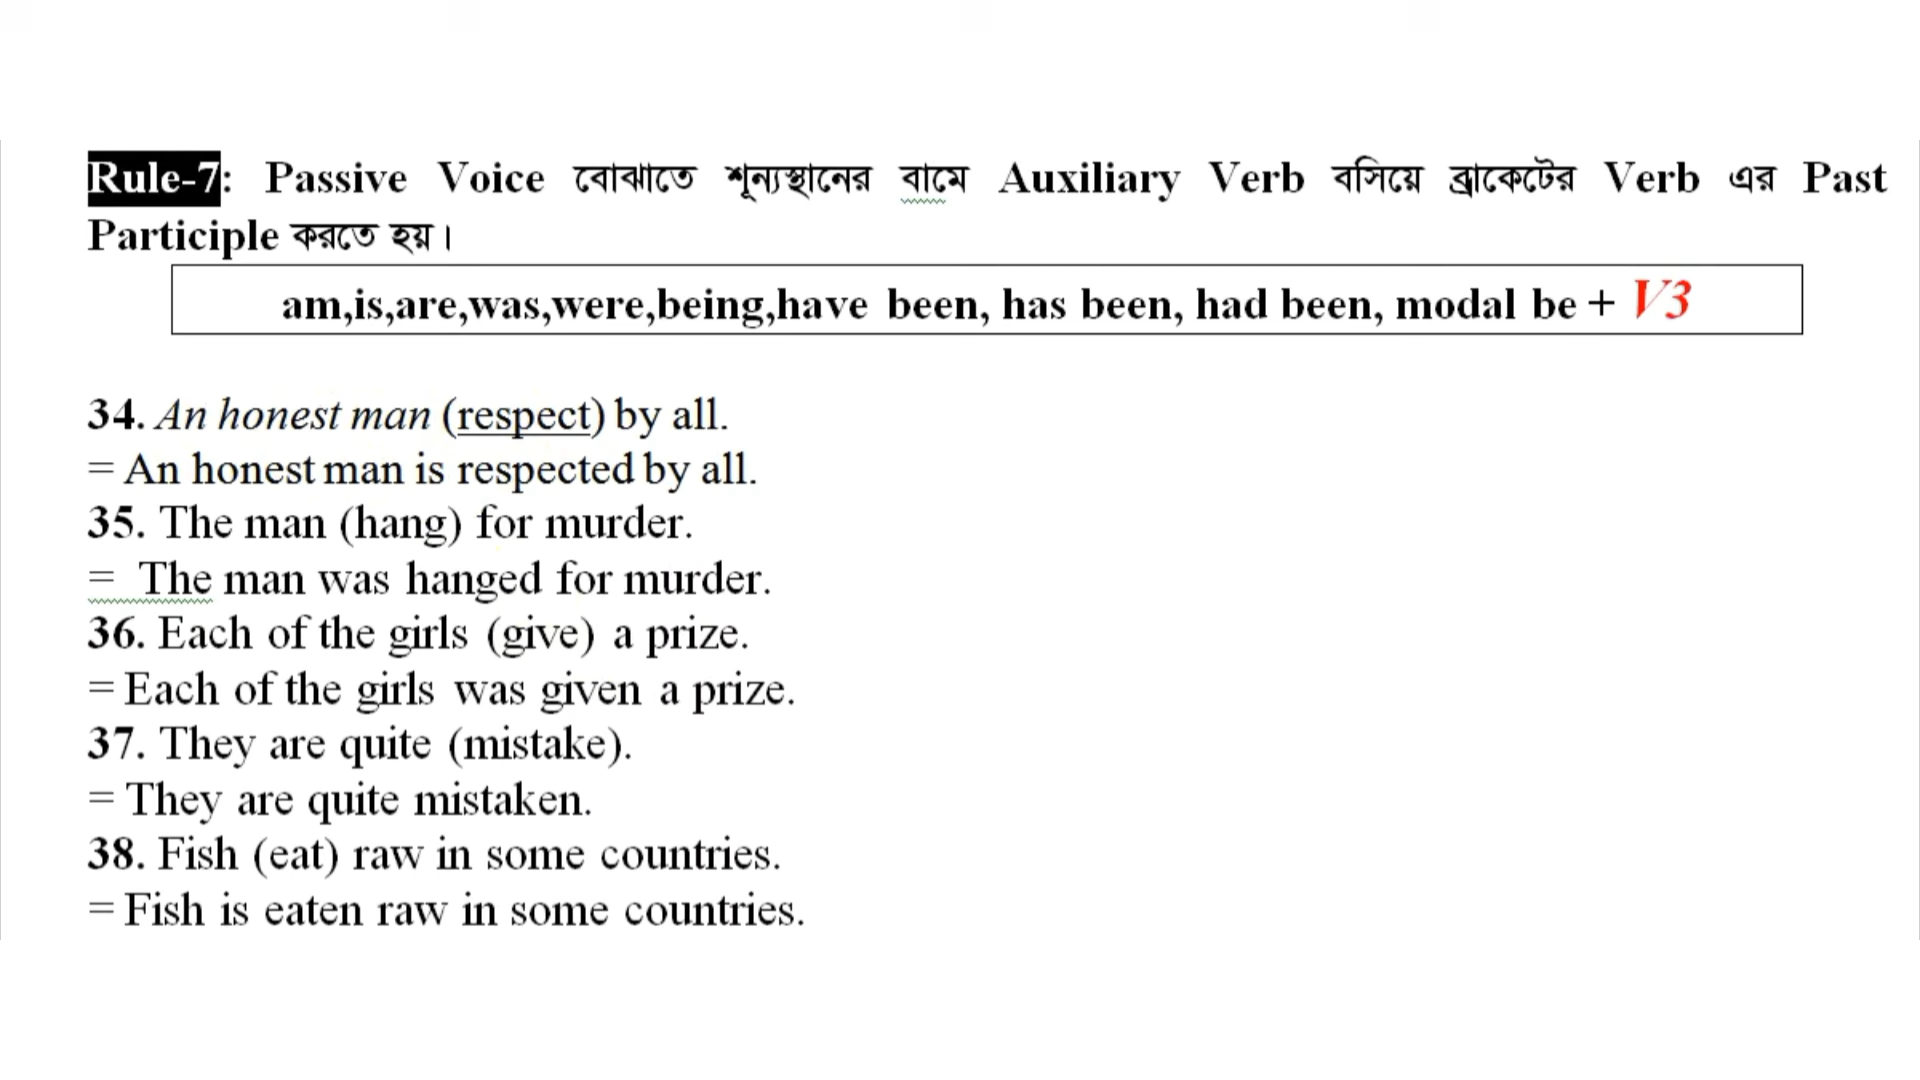 Rule-7: Passive Voice বোঝাতে শূন্যস্থানের বামে Auxiliary Verb বসিয়ে ব্রাকেটের Verb এর Past
Participle করতে হয়।
am,is,are,was,were,being,have been, has been, had been, modal be + V3
34. An honest man (respect) by all.
= An honest man is respected by all.
35. The man (hang) for murder.
= The man was hanged for murder.
36. Each of the girls (give) a prize.
= Each of the girls was given a prize.
37. They are quite (mistake).
= They are quite mistaken.
38. Fish (eat) raw in some countries.
= Fish is eaten raw in some countries.